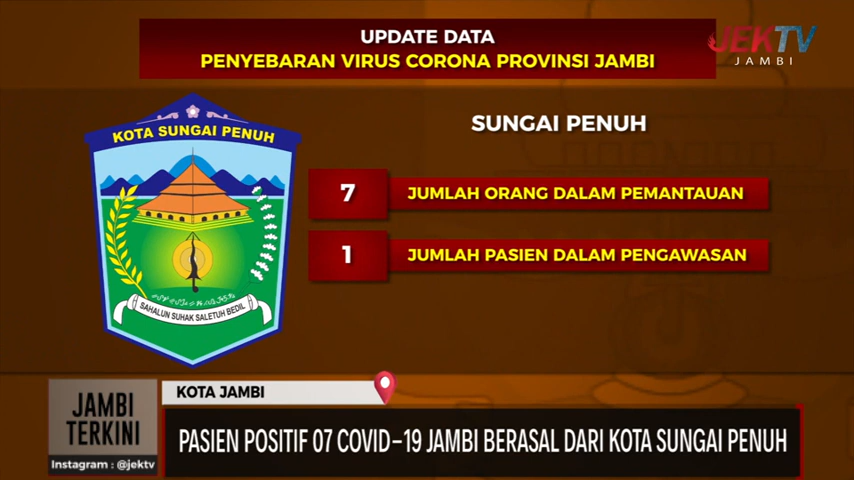 UPDATE DATA
PENYEBARAN VIRUS CORONA PROVINSI JAMBI
JEKTV
JAMBI
KOTA SUNGAI PENUH
SAHALUN SUHAK SALETUH BEDIL
SUNGAI PENUH
7 JUMLAH ORANG DALAM PEMANTAUAN
1 JUMLAH PASIEN DALAM PENGAWASAN
JAMBI
TERKINI
Instagram : @jektv
KOTA JAMBI
PASIEN POSITIF 07 COVID-19 JAMBI BERASAL DARI KOTA SUNGAI PENUH